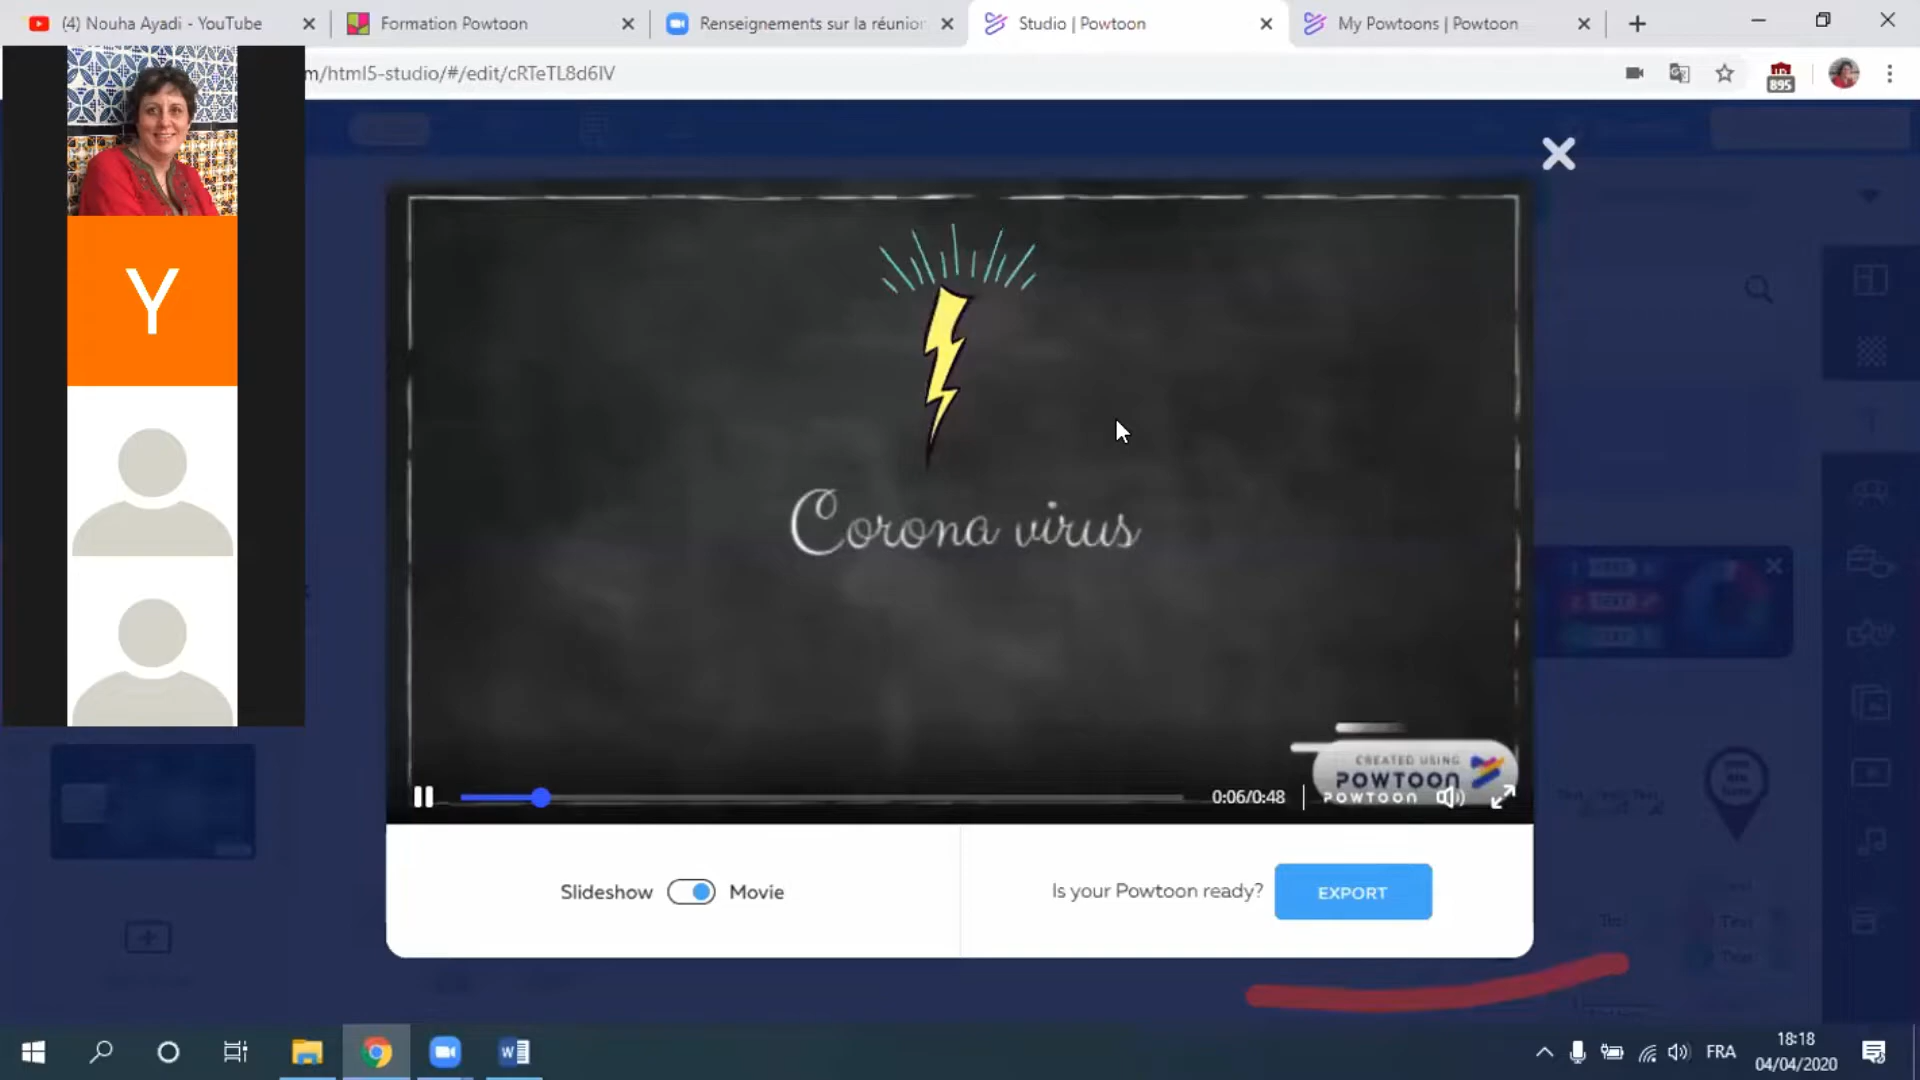 (4) Nouha Ayadi - YouTube
Formation Powtoon
Renseignements sur la réunion
Studio | Powtoon
My Powtoons | Powtoon
m/html5-studio/#/edit/cRTeTL8d6IV
895
Y
Corona virus
CREATED USING
POWTOON
POWTOON
0:06/0:48
Slideshow
Movie
Is your Powtoon ready?
EXPORT
FRA
18:18
04/04/2020